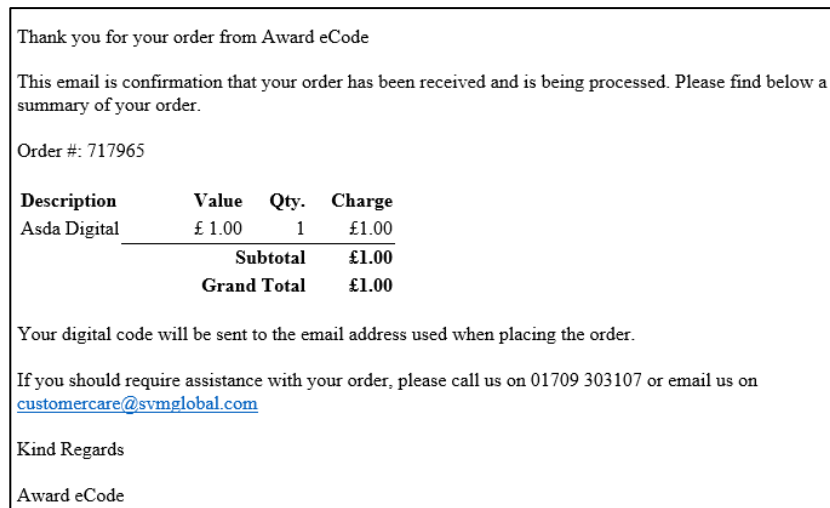 Thank you for your order from Award eCode
This email is confirmation that your order has been received and is being processed. Please find below a
summary of your order.
Order #: 717965
Description Value Qty. Charge
Asda Digital £ 1.00 1 £1.00
Subtotal £1.00
Grand Total £1.00
Your digital code will be sent to the email address used when placing the order.
If you should require assistance with your order, please call us on 01709 303107 or email us on
customercare@svmglobal.com
Kind Regards
Award eCode